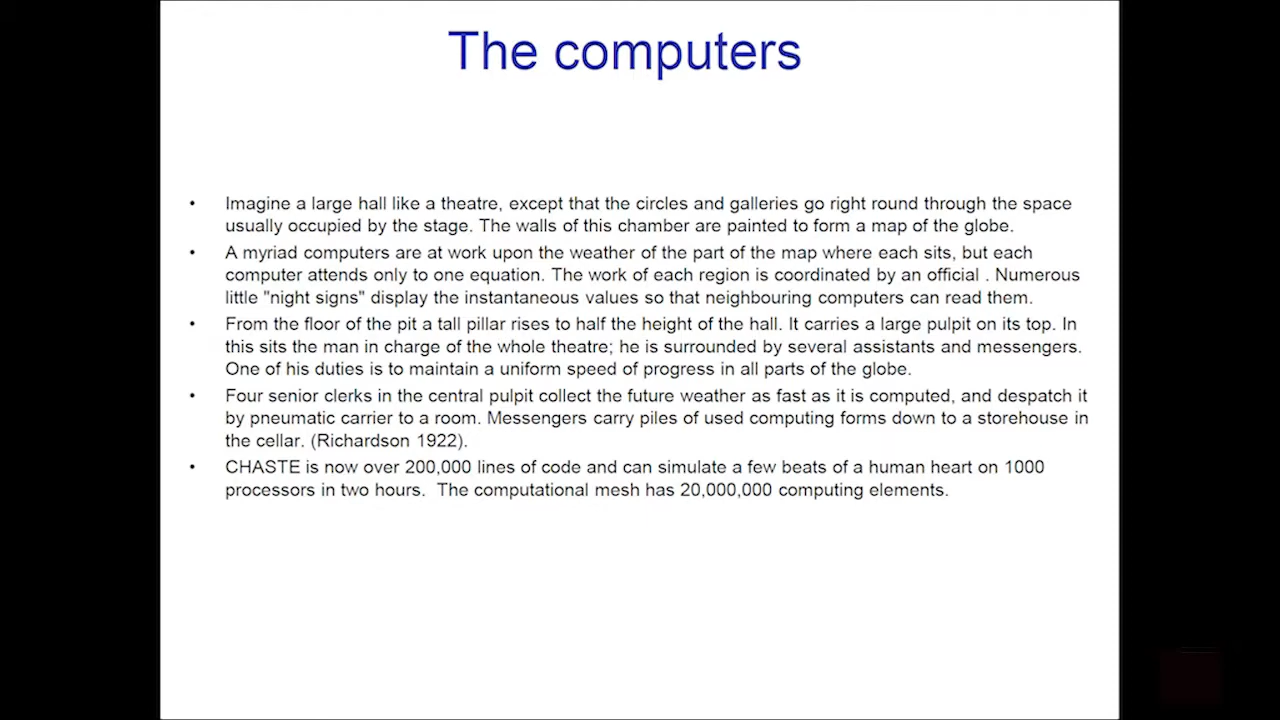 The computers
• Imagine a large hall like a theatre, except that the circles and galleries go right round through the space
usually occupied by the stage. The walls of this chamber are painted to form a map of the globe.
• A myriad computers are at work upon the weather of the part of the map where each sits, but each
computer attends only to one equation. The work of each region is coordinated by an official . Numerous
little "night signs" display the instantaneous values so that neighbouring computers can read them.
• From the floor of the pit a tall pillar rises to half the height of the hall. It carries a large pulpit on its top. In
this sits the man in charge of the whole theatre; he is surrounded by several assistants and messengers.
One of his duties is to maintain a uniform speed of progress in all parts of the globe.
• Four senior clerks in the central pulpit collect the future weather as fast as it is computed, and despatch it
by pneumatic carrier to a room. Messengers carry piles of used computing forms down to a storehouse in
the cellar. (Richardson 1922).
• CHASTE is now over 200,000 lines of code and can simulate a few beats of a human heart on 1000
processors in two hours.  The computational mesh has 20,000,000 computing elements.